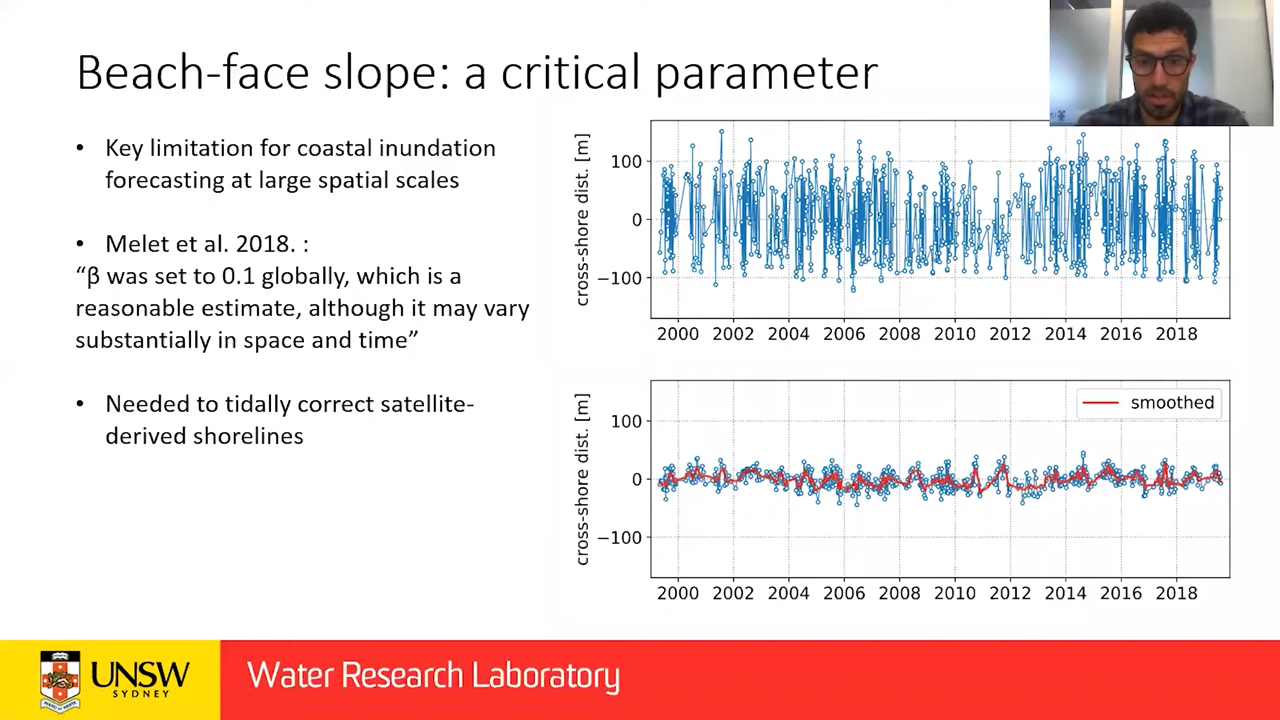 Beach-face slope: a critical parameter
• Key limitation for coastal inundation
forecasting at large spatial scales
• Melet et al. 2018. :
“β was set to 0.1 globally, which is a
reasonable estimate, although it may vary
substantially in space and time”
• Needed to tidally correct satellite-
derived shorelines
cross-shore dist. [m]
100
0
−100
2000 2002 2004 2006 2008 2010 2012 2014 2016 2018
smoothed
cross-shore dist. [m]
100
0
−100
2000 2002 2004 2006 2008 2010 2012 2014 2016 2018
UNSW
SYDNEY
Water Research Laboratory